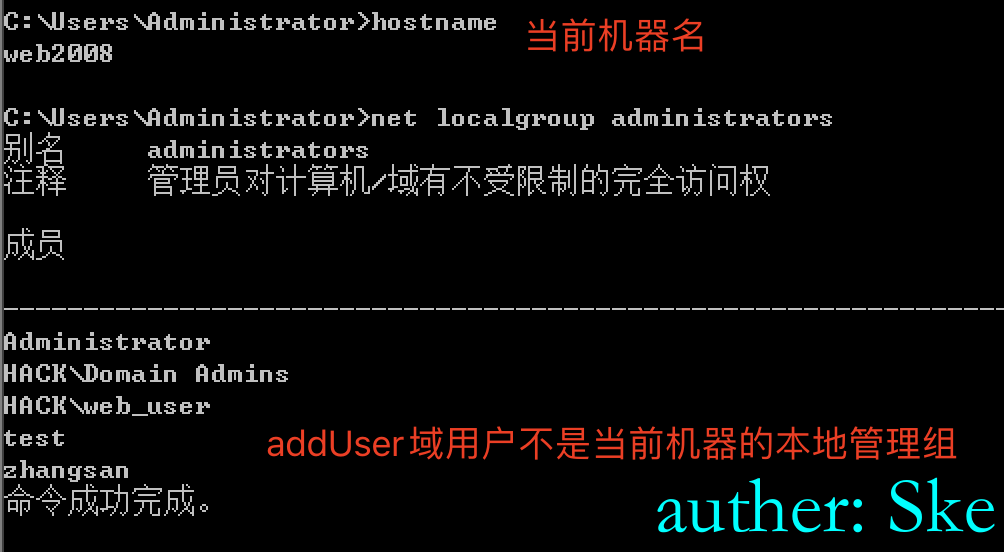 C:\Users\Administrator>hostname
当前机器名
web2008
C:\Users\Administrator>net localgroup administrators
别名 administrators
注释 管理员对计算机/域有不受限制的完全访问权
成员
-------------------------------------------------------------------------------
Administrator
HACK\Domain Admins
HACK\web_user
test
addUser域用户不是当前机器的本地管理组
zhangsan
命令成功完成。
auther: Ske